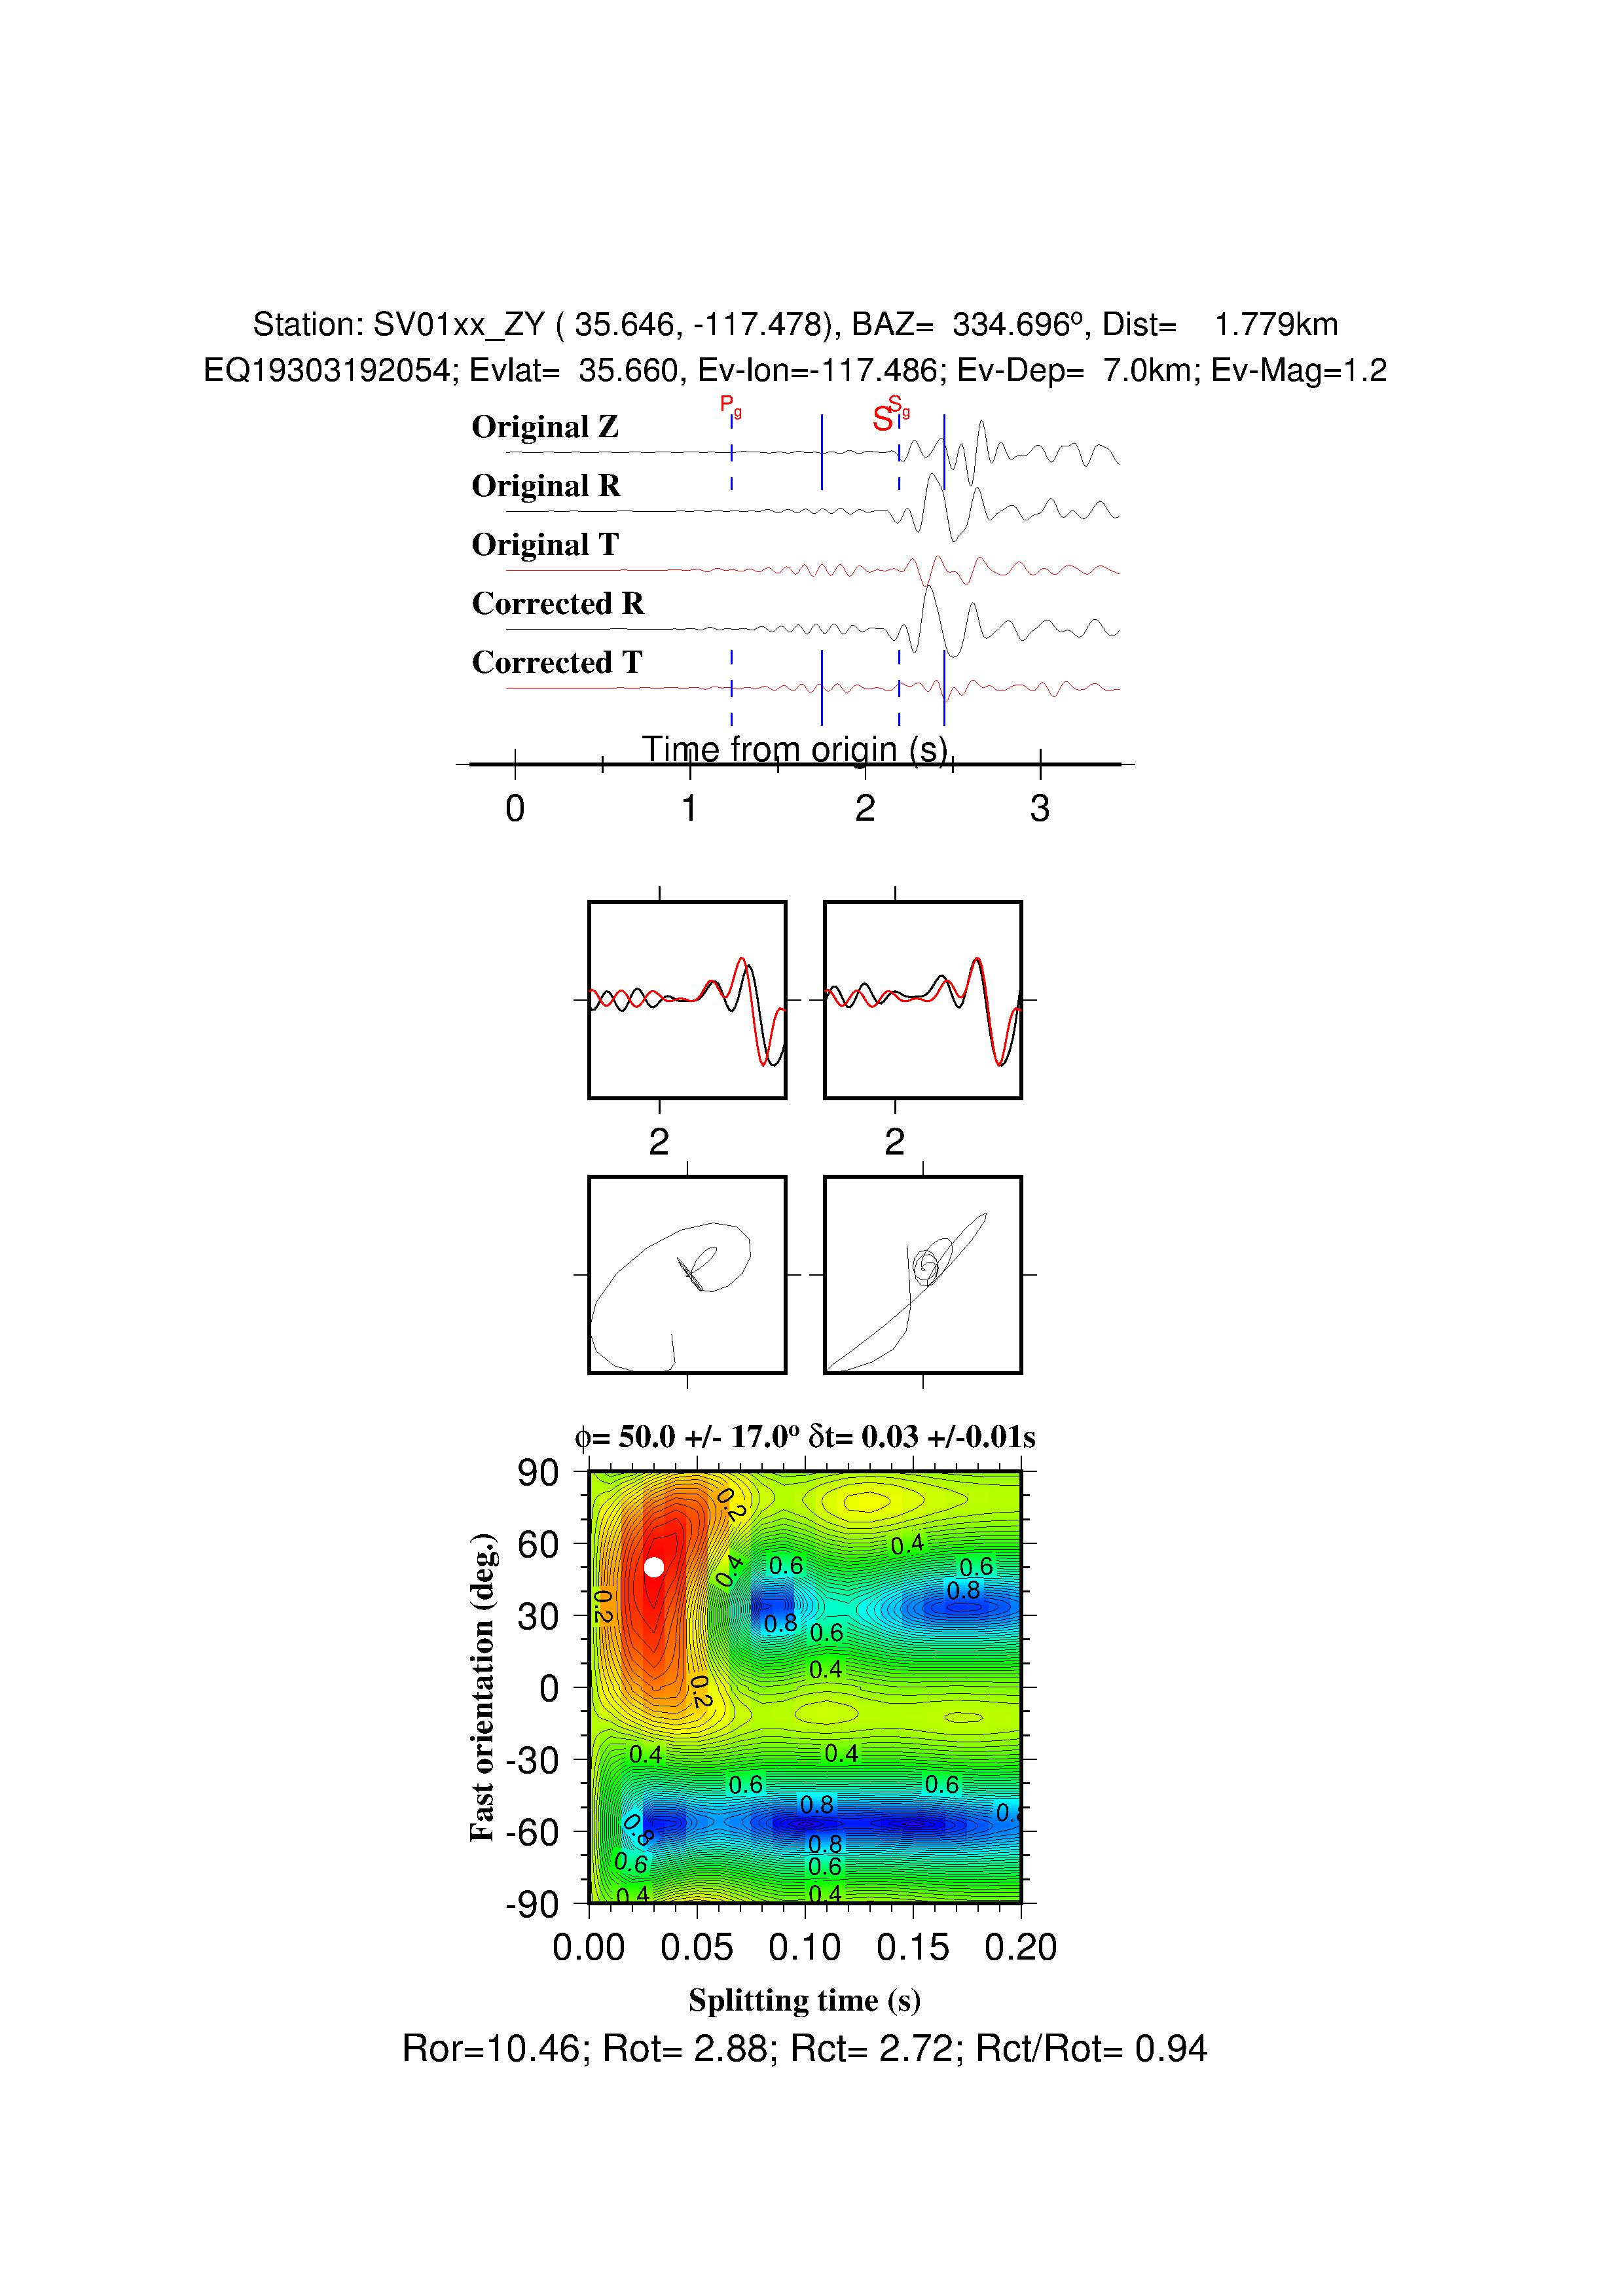 Station: SV01xx_ZY ( 35.646, -117.478), BAZ= 334.696º, Dist= 1.779km
EQ19303192054; Evlat= 35.660, Ev-lon=-117.486; Ev-Dep= 7.0km; Ev-Mag=1.2
Pg
S Sg
Original Z
Original R
Original T
Corrected R
Corrected T
Time from origin (s)
0 1 2 3
2 2
ϕ= 50.0 +/- 17.0º δt= 0.03 +/-0.01s
90
60
30
0
-30
-60
-90
Fast orientation (deg.)
0.2
0.4
0.4
0.6
0.6
0.8
0.2
0.8
0.6
0.4
0.2
0.4
0.4
0.6
0.6
0.8
0.8
0.8
0.6
0.6
0.4
0.4
0.00 0.05 0.10 0.15 0.20
Splitting time (s)
Ror=10.46; Rot= 2.88; Rct= 2.72; Rct/Rot= 0.94